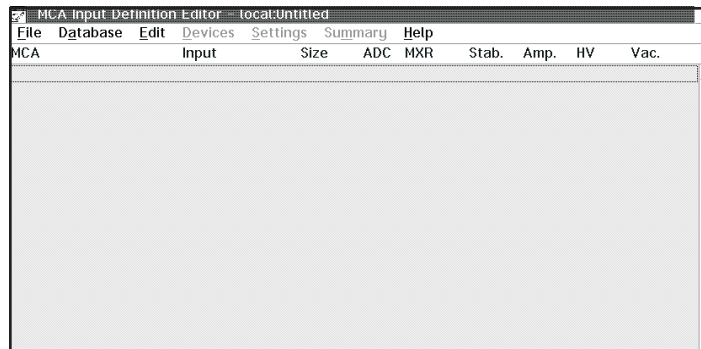 MCA Input Definition Editor – local:Untitled
File Database Edit Devices Settings Summary Help
MCA Input Size ADC MXR Stab. Amp. HV Vac.